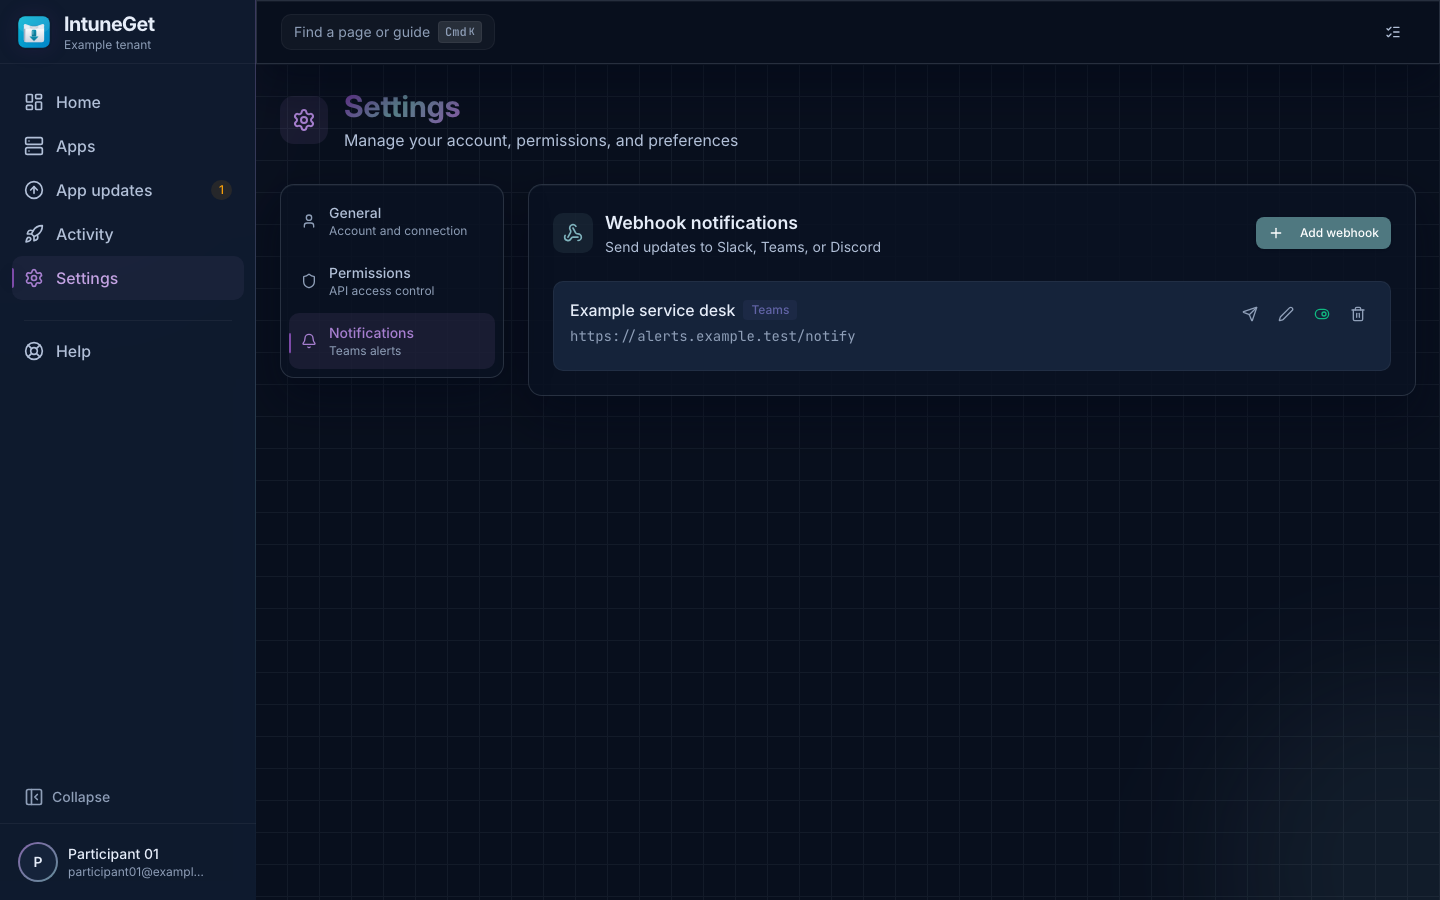 IntuneGet
Example tenant
Find a page or guide Cmd K
Home
Apps
App updates 1
Activity
Settings
Help
Collapse
P
Participant 01
participant01@exampl...
Settings
Manage your account, permissions, and preferences
General
Account and connection
Permissions
API access control
Notifications
Teams alerts
Webhook notifications
Send updates to Slack, Teams, or Discord
Add webhook
Example service desk Teams
https://alerts.example.test/notify